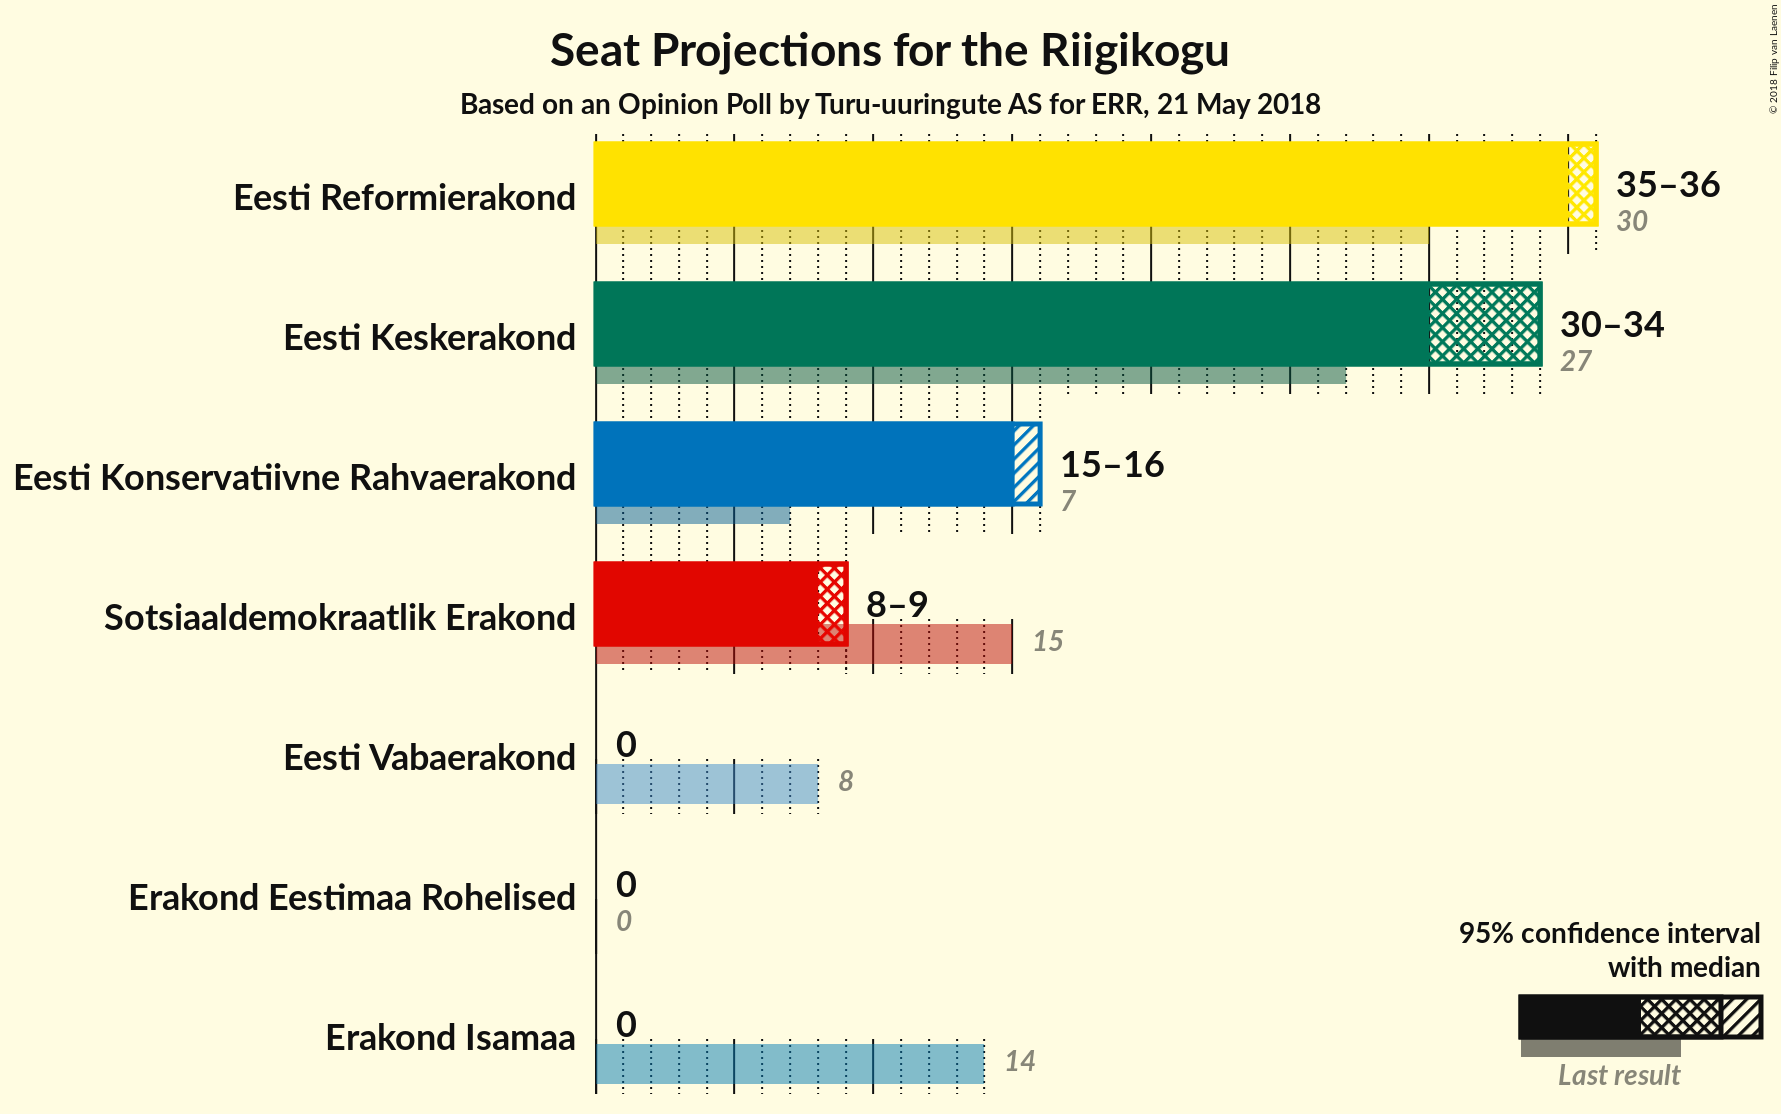 Seat Projections for the Riigikogu
Based on an Opinion Poll by Turu-uuringute AS for ERR, 21 May 2018
© 2018 Filip van Laenen
Eesti Reformierakond
35–36
30
Eesti Keskerakond
30–34
27
Eesti Konservatiivne Rahvaerakond
15–16
7
Sotsiaaldemokraatlik Erakond
8–9
15
Eesti Vabaerakond
0
8
Erakond Eestimaa Rohelised
0
0
Erakond Isamaa
0
14
95% confidence interval
with median
Last result